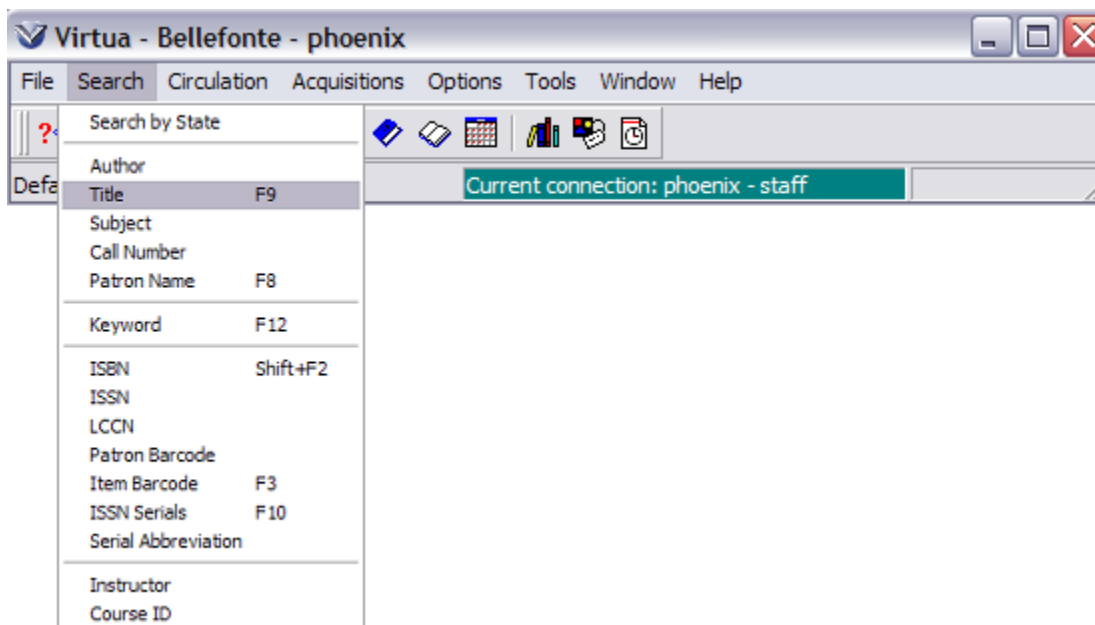 Virtua - Bellefonte - phoenix
File Search Circulation Acquisitions Options Tools Window Help
Search by State
Author
Defa
Current connection: phoenix - staff
Title F9
Subject
Call Number
Patron Name F8
Keyword F12
ISBN Shift+F2
ISSN
LCCN
Patron Barcode
Item Barcode F3
ISSN Serials F10
Serial Abbreviation
Instructor
Course ID